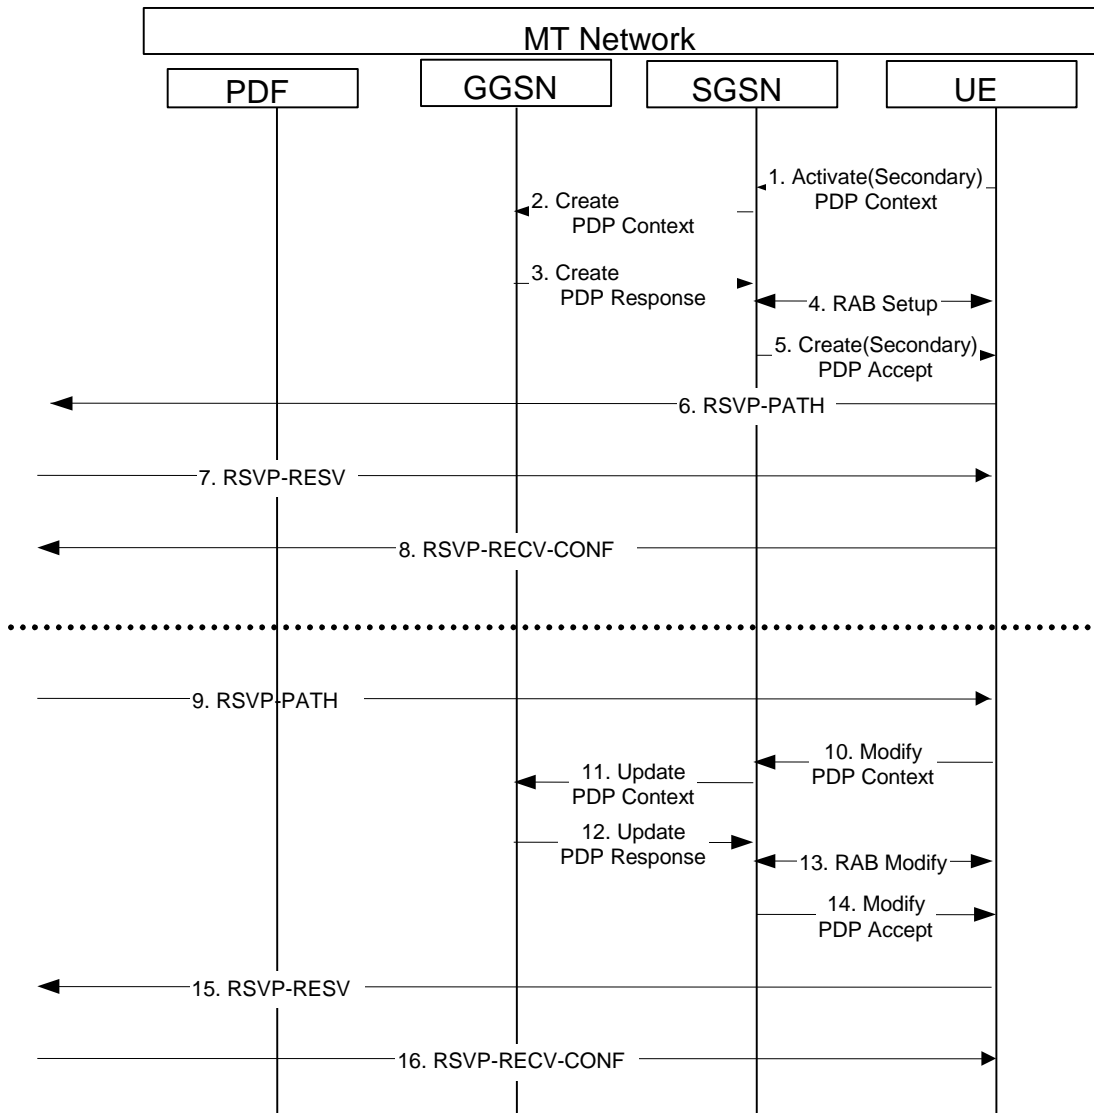 MT Network
PDF
GGSN
SGSN
UE
1. Activate(Secondary)
PDP Context
2. Create
PDP Context
3. Create
PDP Response
4. RAB Setup
5. Create(Secondary)
PDP Accept
6. RSVP-PATH
7. RSVP-RESV
8. RSVP-RECV-CONF
9. RSVP-PATH
10. Modify
PDP Context
11. Update
PDP Context
12. Update
PDP Response
13. RAB Modify
14. Modify
PDP Accept
15. RSVP-RESV
16. RSVP-RECV-CONF